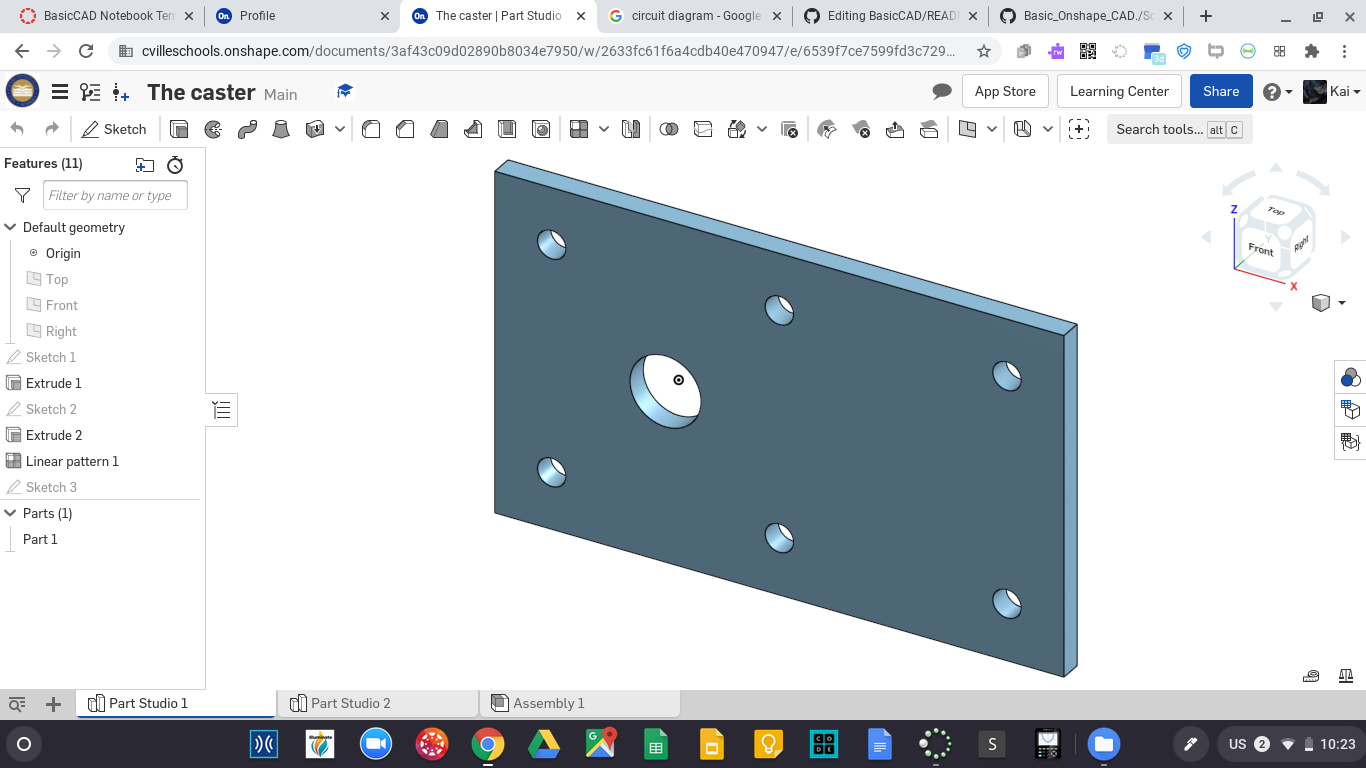 BasicCAD Notebook Tem
Profile
The caster | Part Studio
circuit diagram - Google
Editing BasicCAD/READ
Basic_Onshape_CAD./Sc
cvilleschools.onshape.com/documents/3af43c09d02890b8034e7950/w/2633fc61f6a4cdb40e470947/e/6539f7ce7599fd3c729...
The caster Main
App Store
Learning Center
Share
Kai
Sketch
Search tools... alt C
Features (11)
Filter by name or type
Default geometry
Origin
Top
Front
Right
Sketch 1
Extrude 1
Sketch 2
Extrude 2
Linear pattern 1
Sketch 3
Parts (1)
Part 1
Z
Top
Y
Front
Right
X
Part Studio 1
Part Studio 2
Assembly 1
US 2 10:23